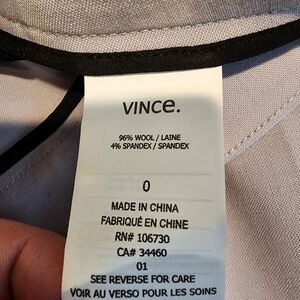 VINCE.
96% WOOL / LAINE
4% SPANDEX / SPANDEX
0
MADE IN CHINA
FABRIQUÉ EN CHINE
RN# 106730
CA# 34460
01
SEE REVERSE FOR CARE
VOIR AU VERSO POUR LES SOINS